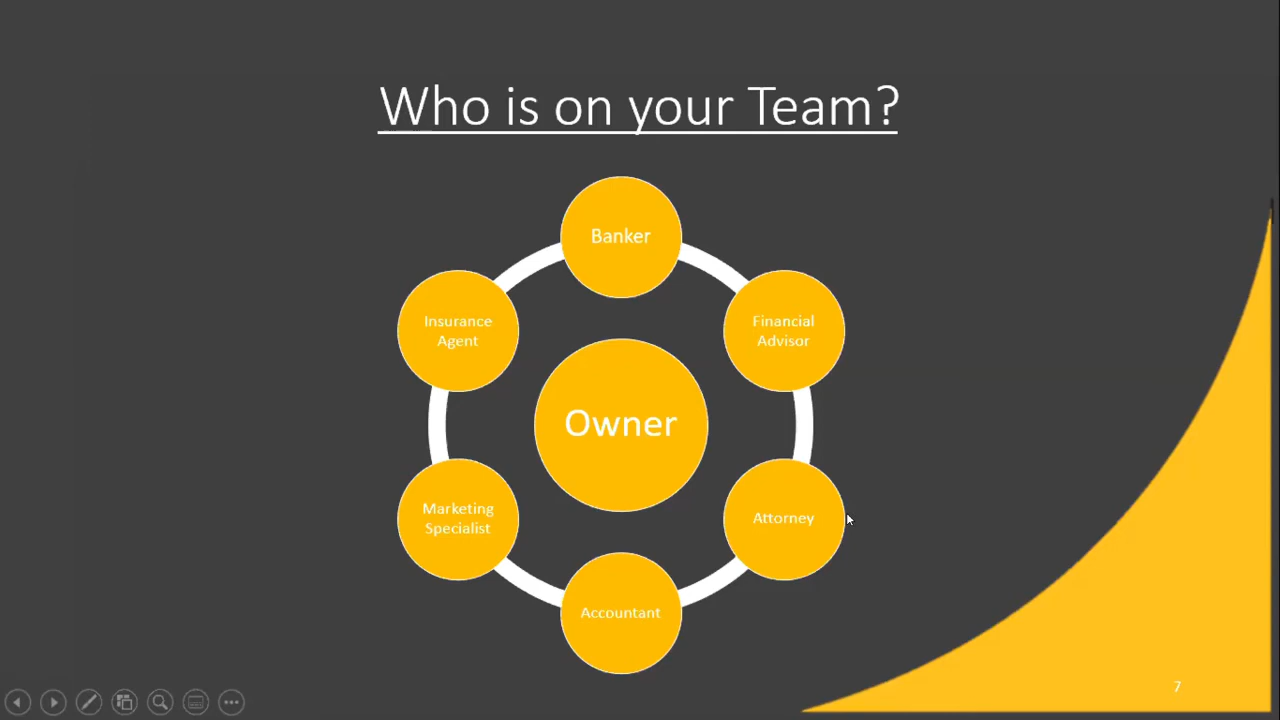 Who is on your Team?
Banker
Financial
Advisor
Attorney
Accountant
Marketing
Specialist
Insurance
Agent
Owner
7